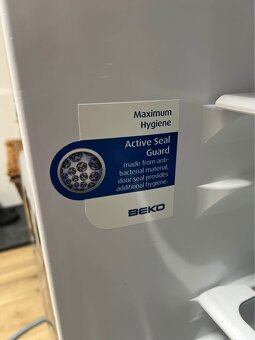 Maximum
Hygiene
Active Seal
Guard
made from anti-
bacterial material,
door seal provides
additional hygiene.
BEKO